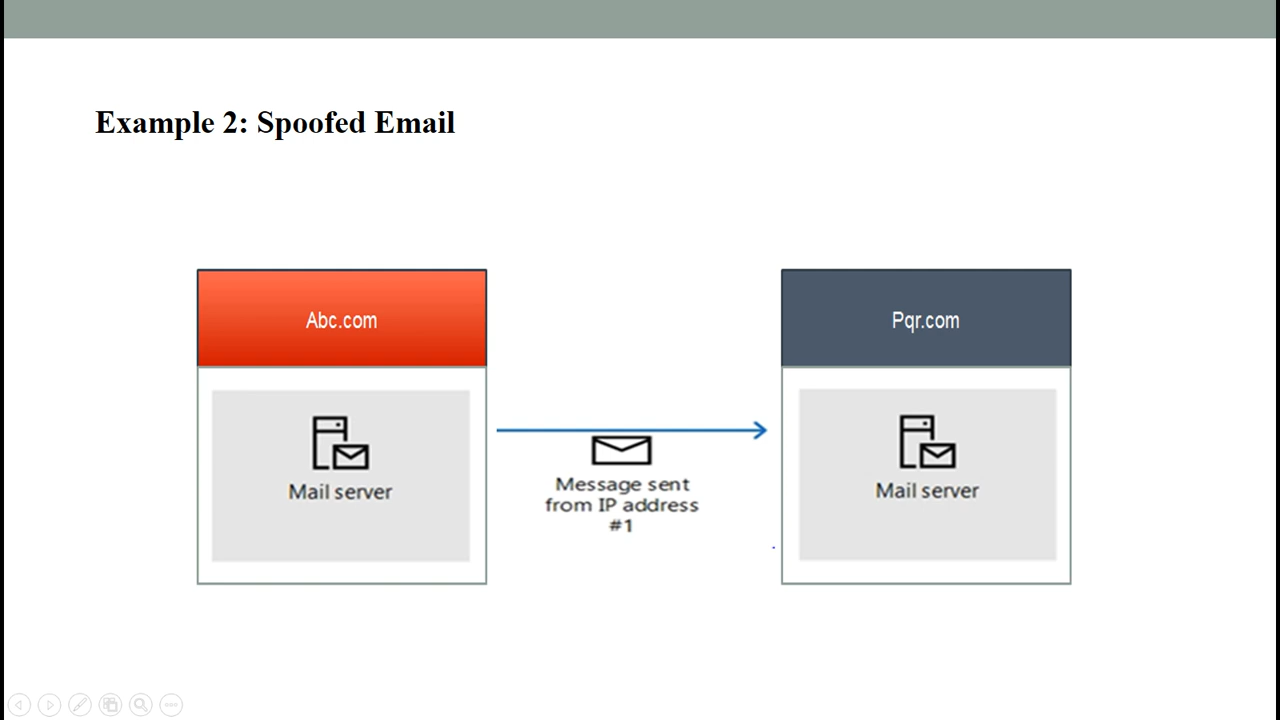 Example 2: Spoofed Email
Abc.com
Pqr.com
Mail server
Message sent
from IP address
#1
Mail server